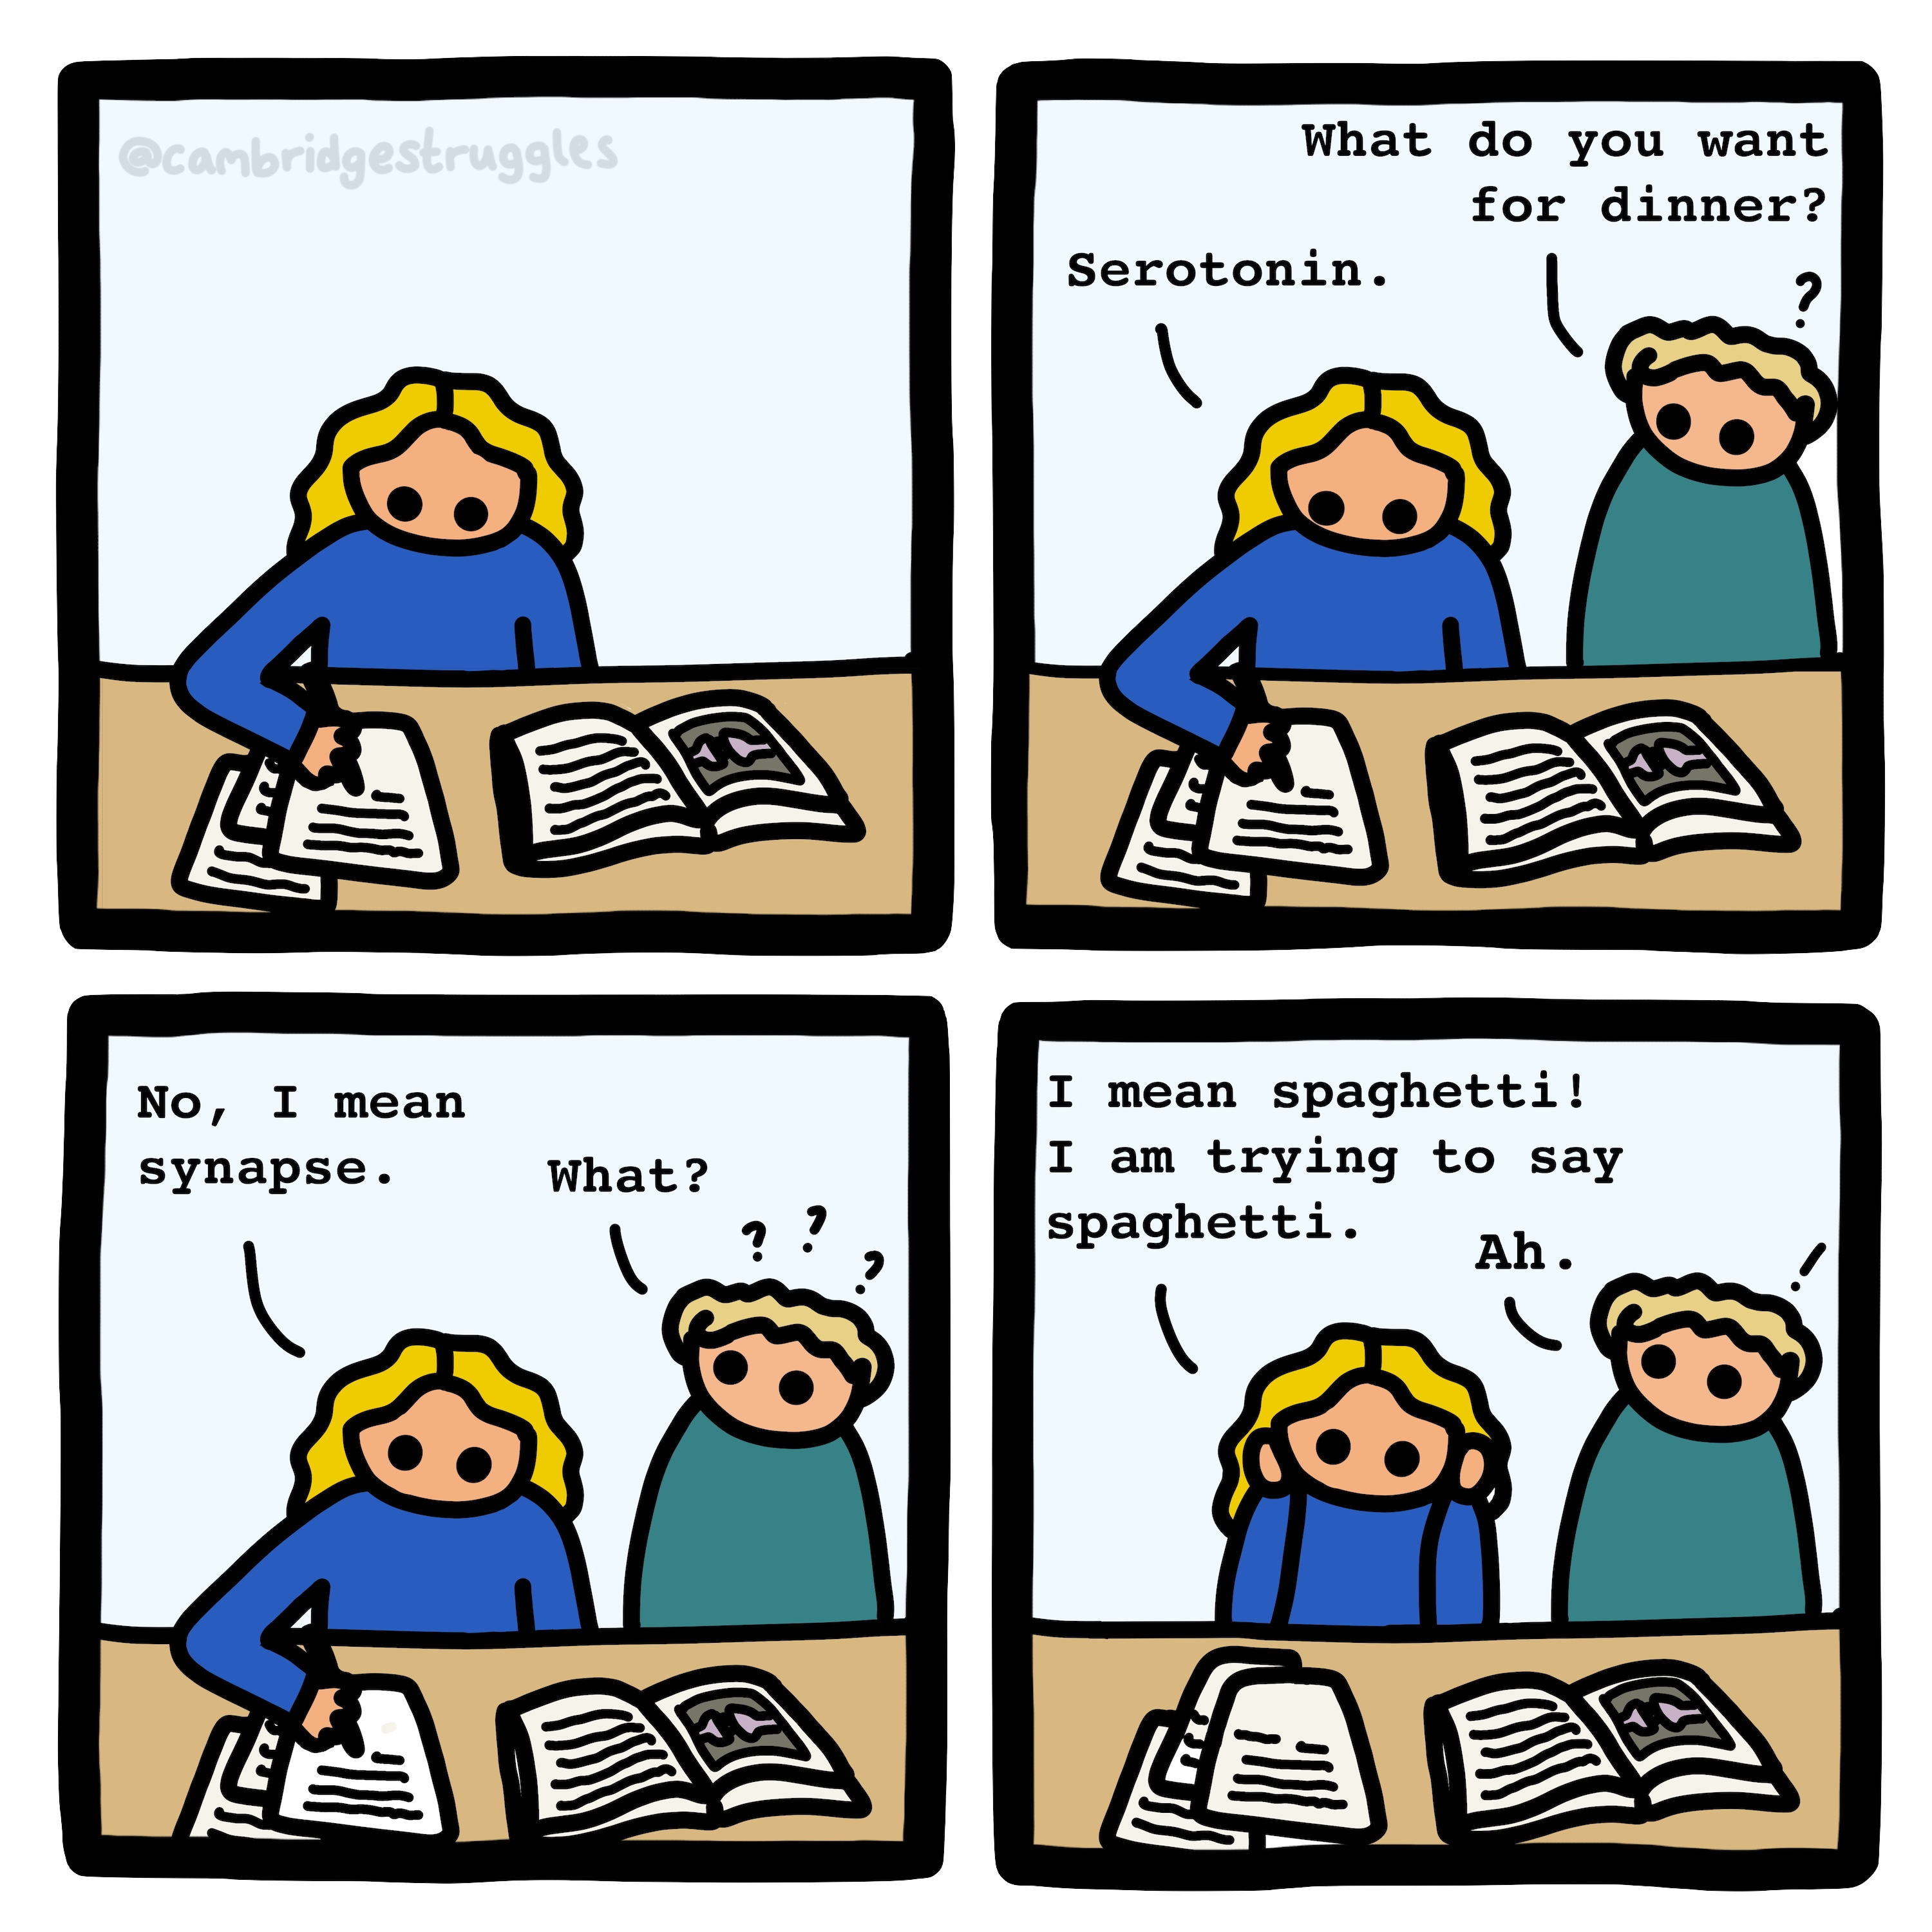 @cambridgestruggles
What do you want
for dinner?
Serotonin.
?
No, I mean
synapse.
What?
? ? ?
I mean spaghetti!
I am trying to say
spaghetti.
Ah.
!